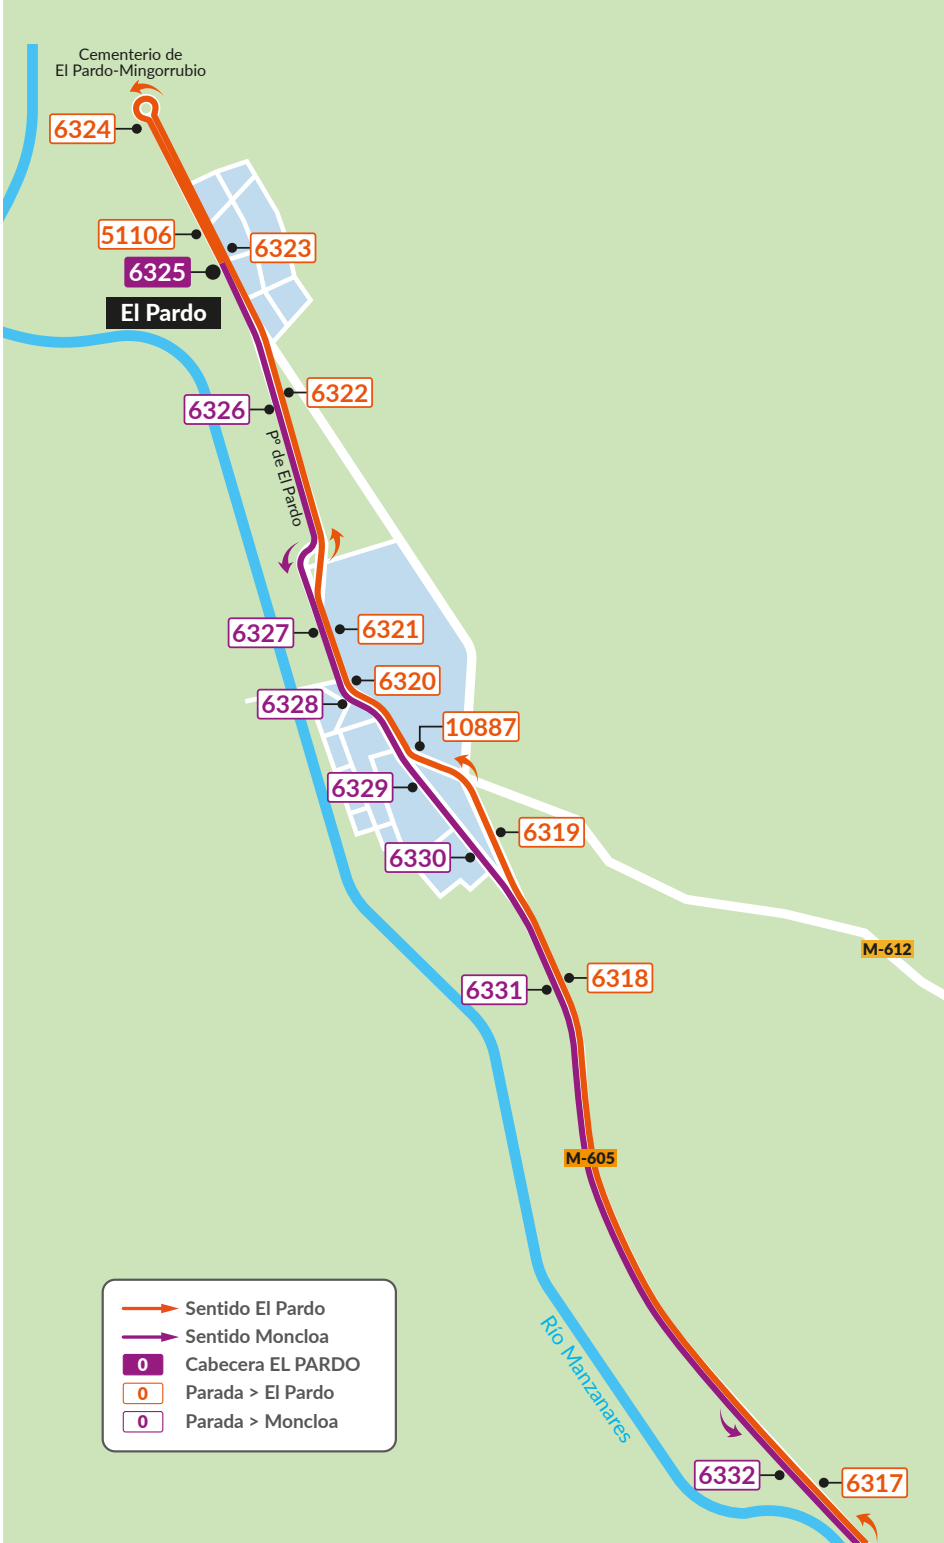 Cementerio de
El Pardo-Mingorrubio
6324
51106
6323
6325
El Pardo
6322
6326
Pº de El Pardo
6321
6327
6320
6328
10887
6329
6319
6330
M-612
6318
6331
M-605
Río Manzanares
Sentido El Pardo
Sentido Moncloa
0 Cabecera EL PARDO
0 Parada > El Pardo
0 Parada > Moncloa
6332
6317